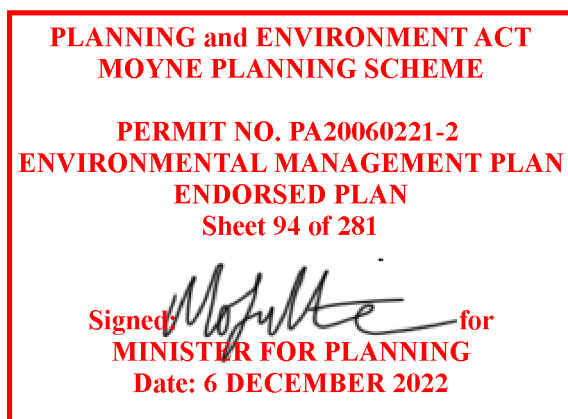 PLANNING and ENVIRONMENT ACT
MOYNE PLANNING SCHEME
PERMIT NO. PA20060221-2
ENVIRONMENTAL MANAGEMENT PLAN
ENDORSED PLAN
Sheet 94 of 281
Signed: for
MINISTER FOR PLANNING
Date: 6 DECEMBER 2022